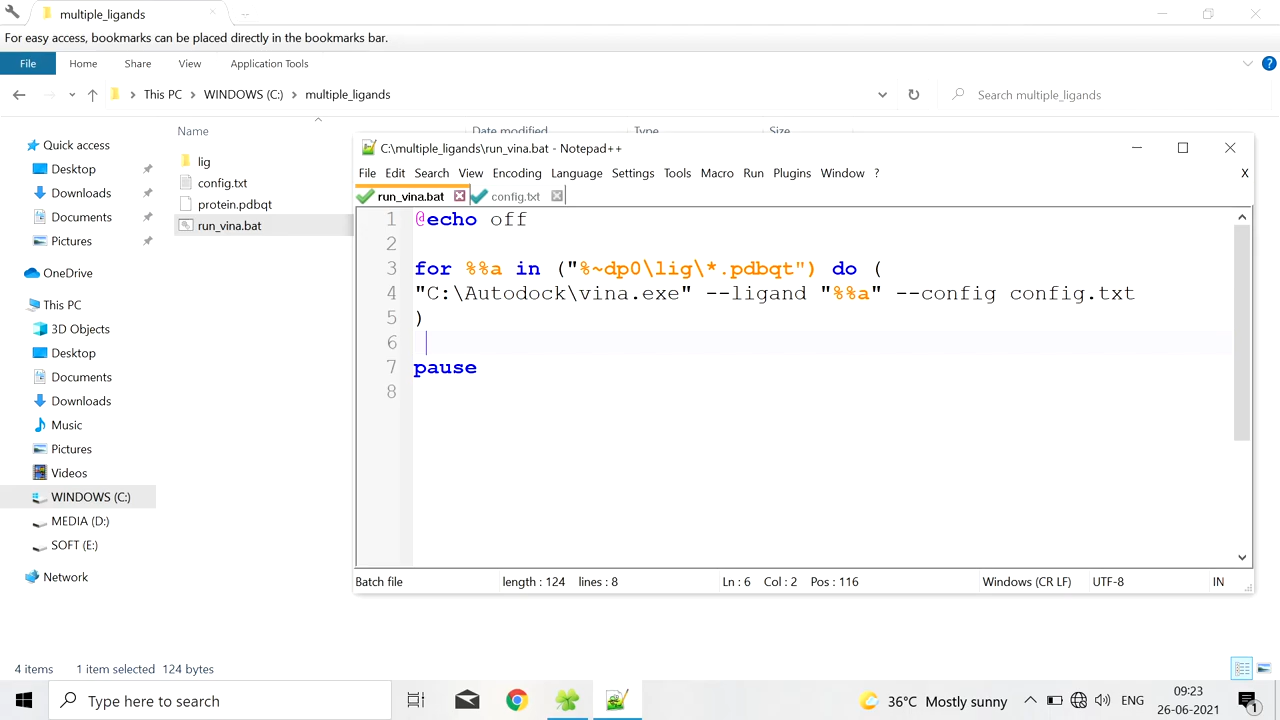 multiple_ligands
For easy access, bookmarks can be placed directly in the bookmarks bar.
File Home Share View Application Tools
This PC WINDOWS (C:) multiple_ligands
Search multiple_ligands
Name Date modified Type Size
Quick access
Desktop
Downloads
Documents
Pictures
OneDrive
This PC
3D Objects
Desktop
Documents
Downloads
Music
Pictures
Videos
WINDOWS (C:)
MEDIA (D:)
SOFT (E:)
Network
lig
config.txt
protein.pdbqt
run_vina.bat
C:\multiple_ligands\run_vina.bat - Notepad++
File Edit Search View Encoding Language Settings Tools Macro Run Plugins Window ? X
run_vina.bat config.txt
1 @echo off
2
3 for %%a in ("%~dp0\lig\*.pdbqt") do (
4 "C:\Autodock\vina.exe" --ligand "%%a" --config config.txt
5 )
6
7 pause
8
Batch file length : 124 lines : 8 Ln : 6 Col : 2 Pos : 116 Windows (CR LF) UTF-8 IN
4 items 1 item selected 124 bytes
Type here to search
36°C Mostly sunny
ENG
09:23
26-06-2021
1